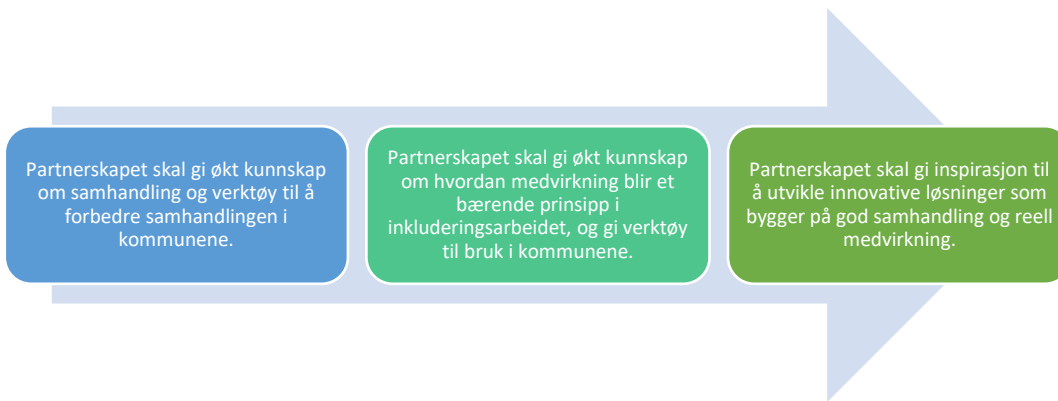 Partnerskapet skal gi økt kunnskap
om samhandling og verktøy til å
forbedre samhandlingen i
kommunene.
Partnerskapet skal gi økt kunnskap
om hvordan medvirkning blir et
bærende prinsipp i
inkluderingsarbeidet, og gi verktøy
til bruk i kommunene.
Partnerskapet skal gi inspirasjon til
å utvikle innovative løsninger som
bygger på god samhandling og reell
medvirkning.